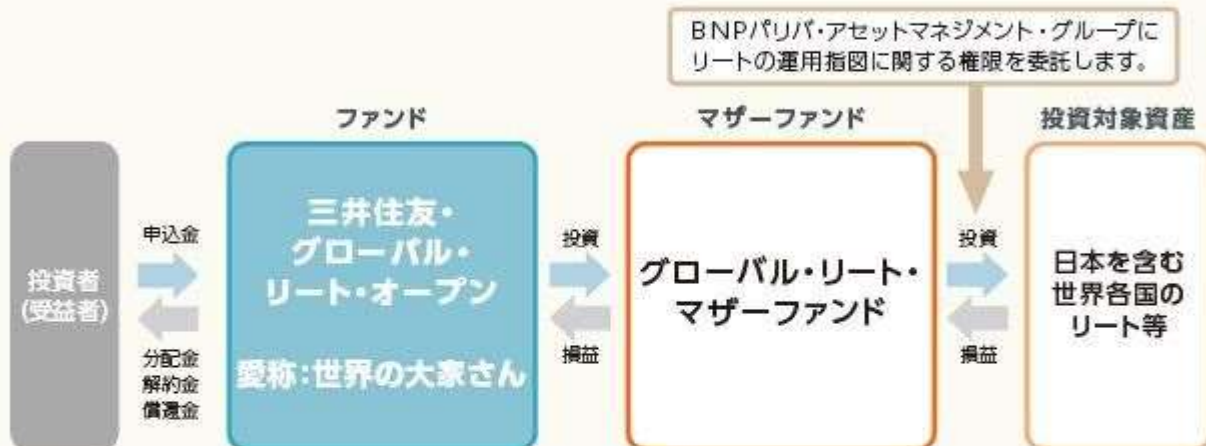 BNPパリバ・アセットマネジメント・グループに
リートの運用指図に関する権限を委託します。
ファンド
マザーファンド
投資対象資産
投資者
(受益者)
申込金
分配金
解約金
償還金
三井住友・
グローバル・
リート・オープン
愛称:世界の大家さん
投資
損益
グローバル・リート・
マザーファンド
投資
損益
日本を含む
世界各国の
リート等